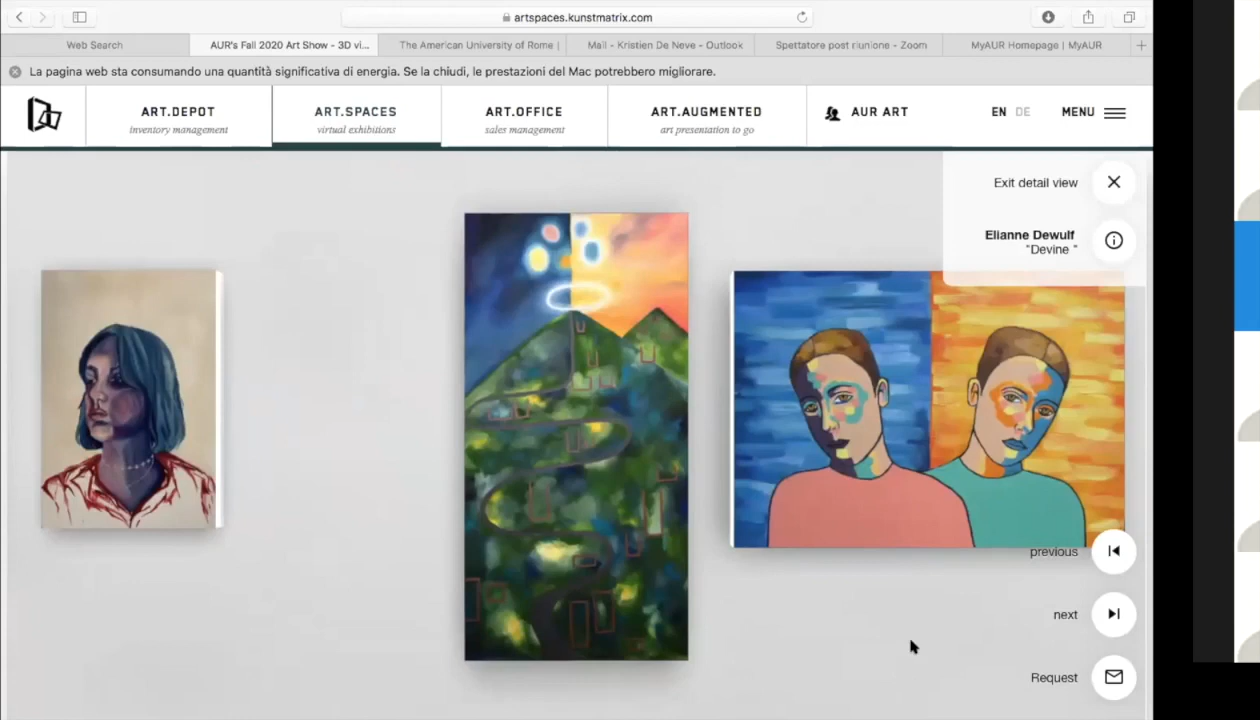 artspaces.kunstmatrix.com
Web Search
AUR's Fall 2020 Art Show - 3D vi...
The American University of Rome |
Mail - Kristien De Neve - Outlook
Spettatore post riunione - Zoom
MyAUR Homepage | MyAUR
La pagina web sta consumando una quantità significativa di energia. Se la chiudi, le prestazioni del Mac potrebbero migliorare.
ART.DEPOT
inventory management
ART.SPACES
virtual exhibitions
ART.OFFICE
sales management
ART.AUGMENTED
art presentation to go
AUR ART
EN DE
MENU
Exit detail view
Elianne Dewulf
"Devine "
previous
next
Request